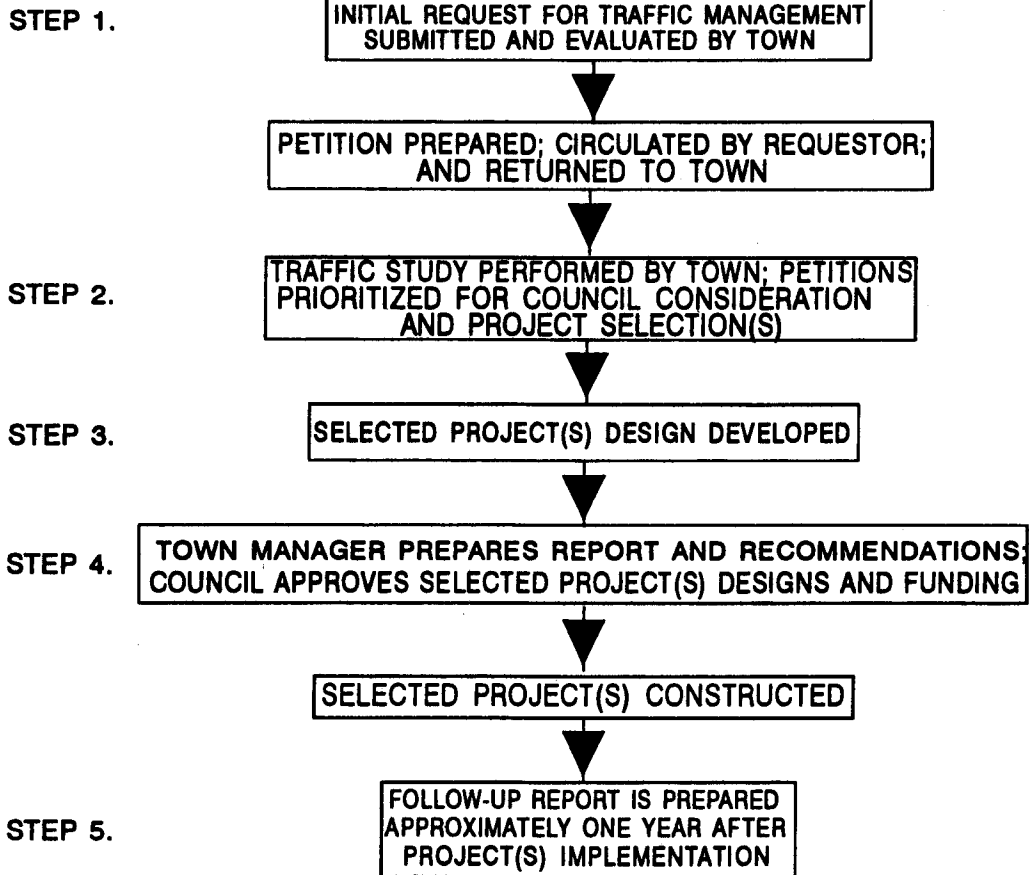 STEP 1.
INITIAL REQUEST FOR TRAFFIC MANAGEMENT
SUBMITTED AND EVALUATED BY TOWN
PETITION PREPARED; CIRCULATED BY REQUESTOR;
AND RETURNED TO TOWN
STEP 2.
TRAFFIC STUDY PERFORMED BY TOWN; PETITIONS
PRIORITIZED FOR COUNCIL CONSIDERATION
AND PROJECT SELECTION(S)
STEP 3.
SELECTED PROJECT(S) DESIGN DEVELOPED
STEP 4.
TOWN MANAGER PREPARES REPORT AND RECOMMENDATIONS;
COUNCIL APPROVES SELECTED PROJECT(S) DESIGNS AND FUNDING
SELECTED PROJECT(S) CONSTRUCTED
STEP 5.
FOLLOW-UP REPORT IS PREPARED
APPROXIMATELY ONE YEAR AFTER
PROJECT(S) IMPLEMENTATION